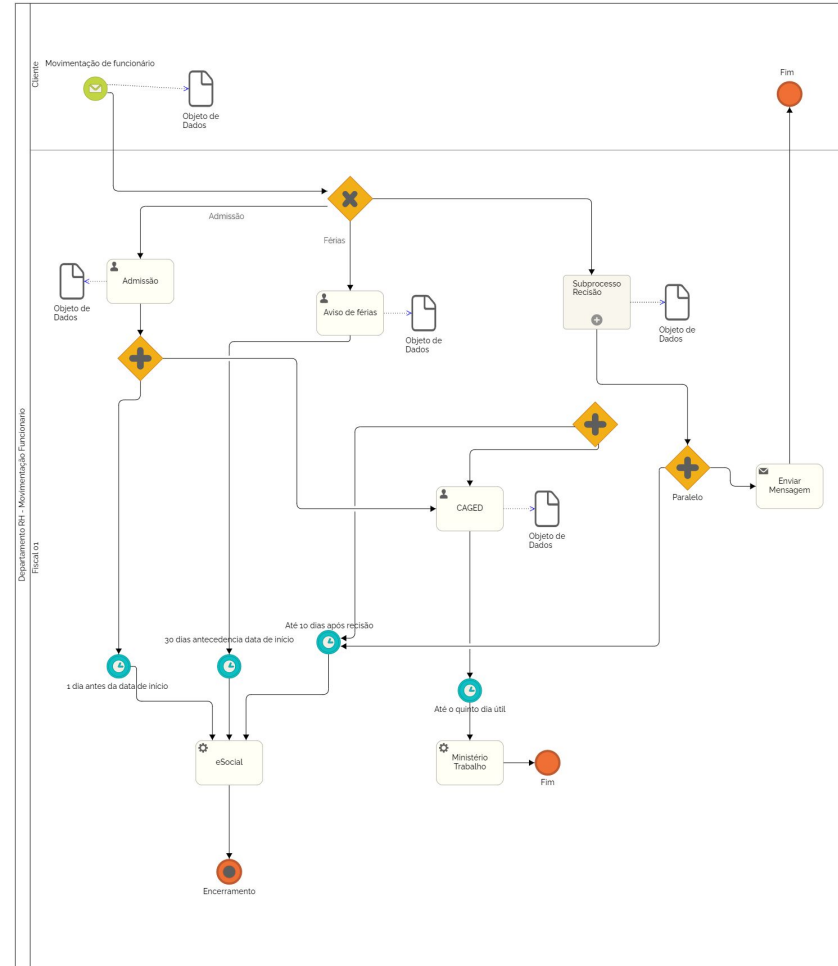 Departamento RH - Movimentação Funcionario
Cliente
Movimentação de funcionário
Objeto de
Dados
Fim
Fiscal 01
Admissão
Férias
Admissão
Objeto de
Dados
Aviso de férias
Objeto de
Dados
Subprocesso
Recisão
Objeto de
Dados
CAGED
Objeto de
Dados
Paralelo
Enviar
Mensagem
Até 10 dias após recisão
30 dias antecedencia data de início
1 dia antes da data de início
Até o quinto dia útil
eSocial
Ministério
Trabalho
Fim
Encerramento